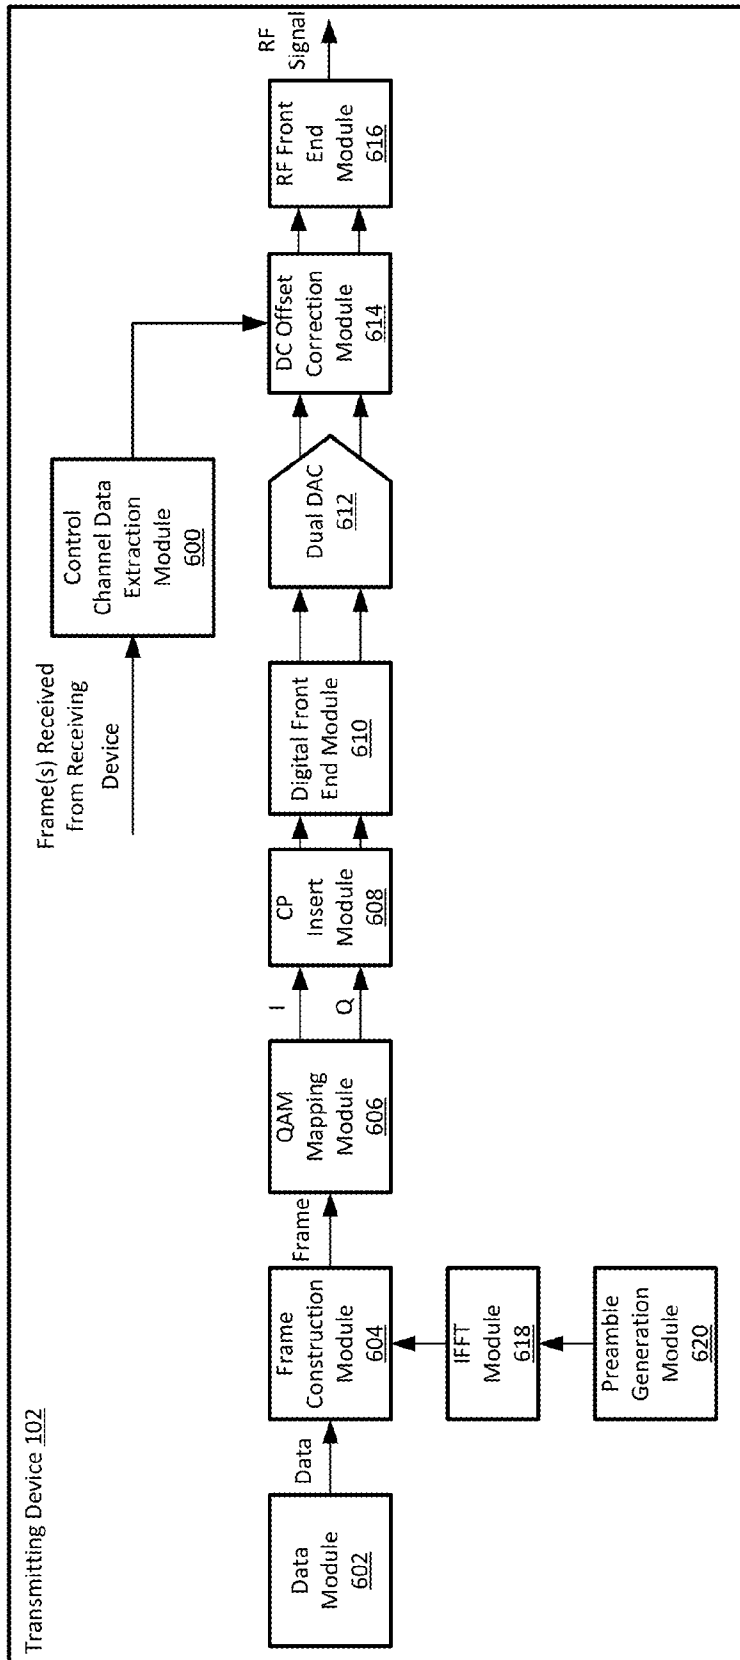 Transmitting Device 102
Frame(s) Received
from Receiving
Device
Control
Channel Data
Extraction
Module
600
Data
Module
602
Data
Frame
Construction
Module
604
Frame
QAM
Mapping
Module
606
I
Q
CP
Insert
Module
608
Digital Front
End Module
610
Dual DAC
612
DC Offset
Correction
Module
614
RF Front
End
Module
616
RF
Signal
IFFT
Module
618
Preamble
Generation
Module
620